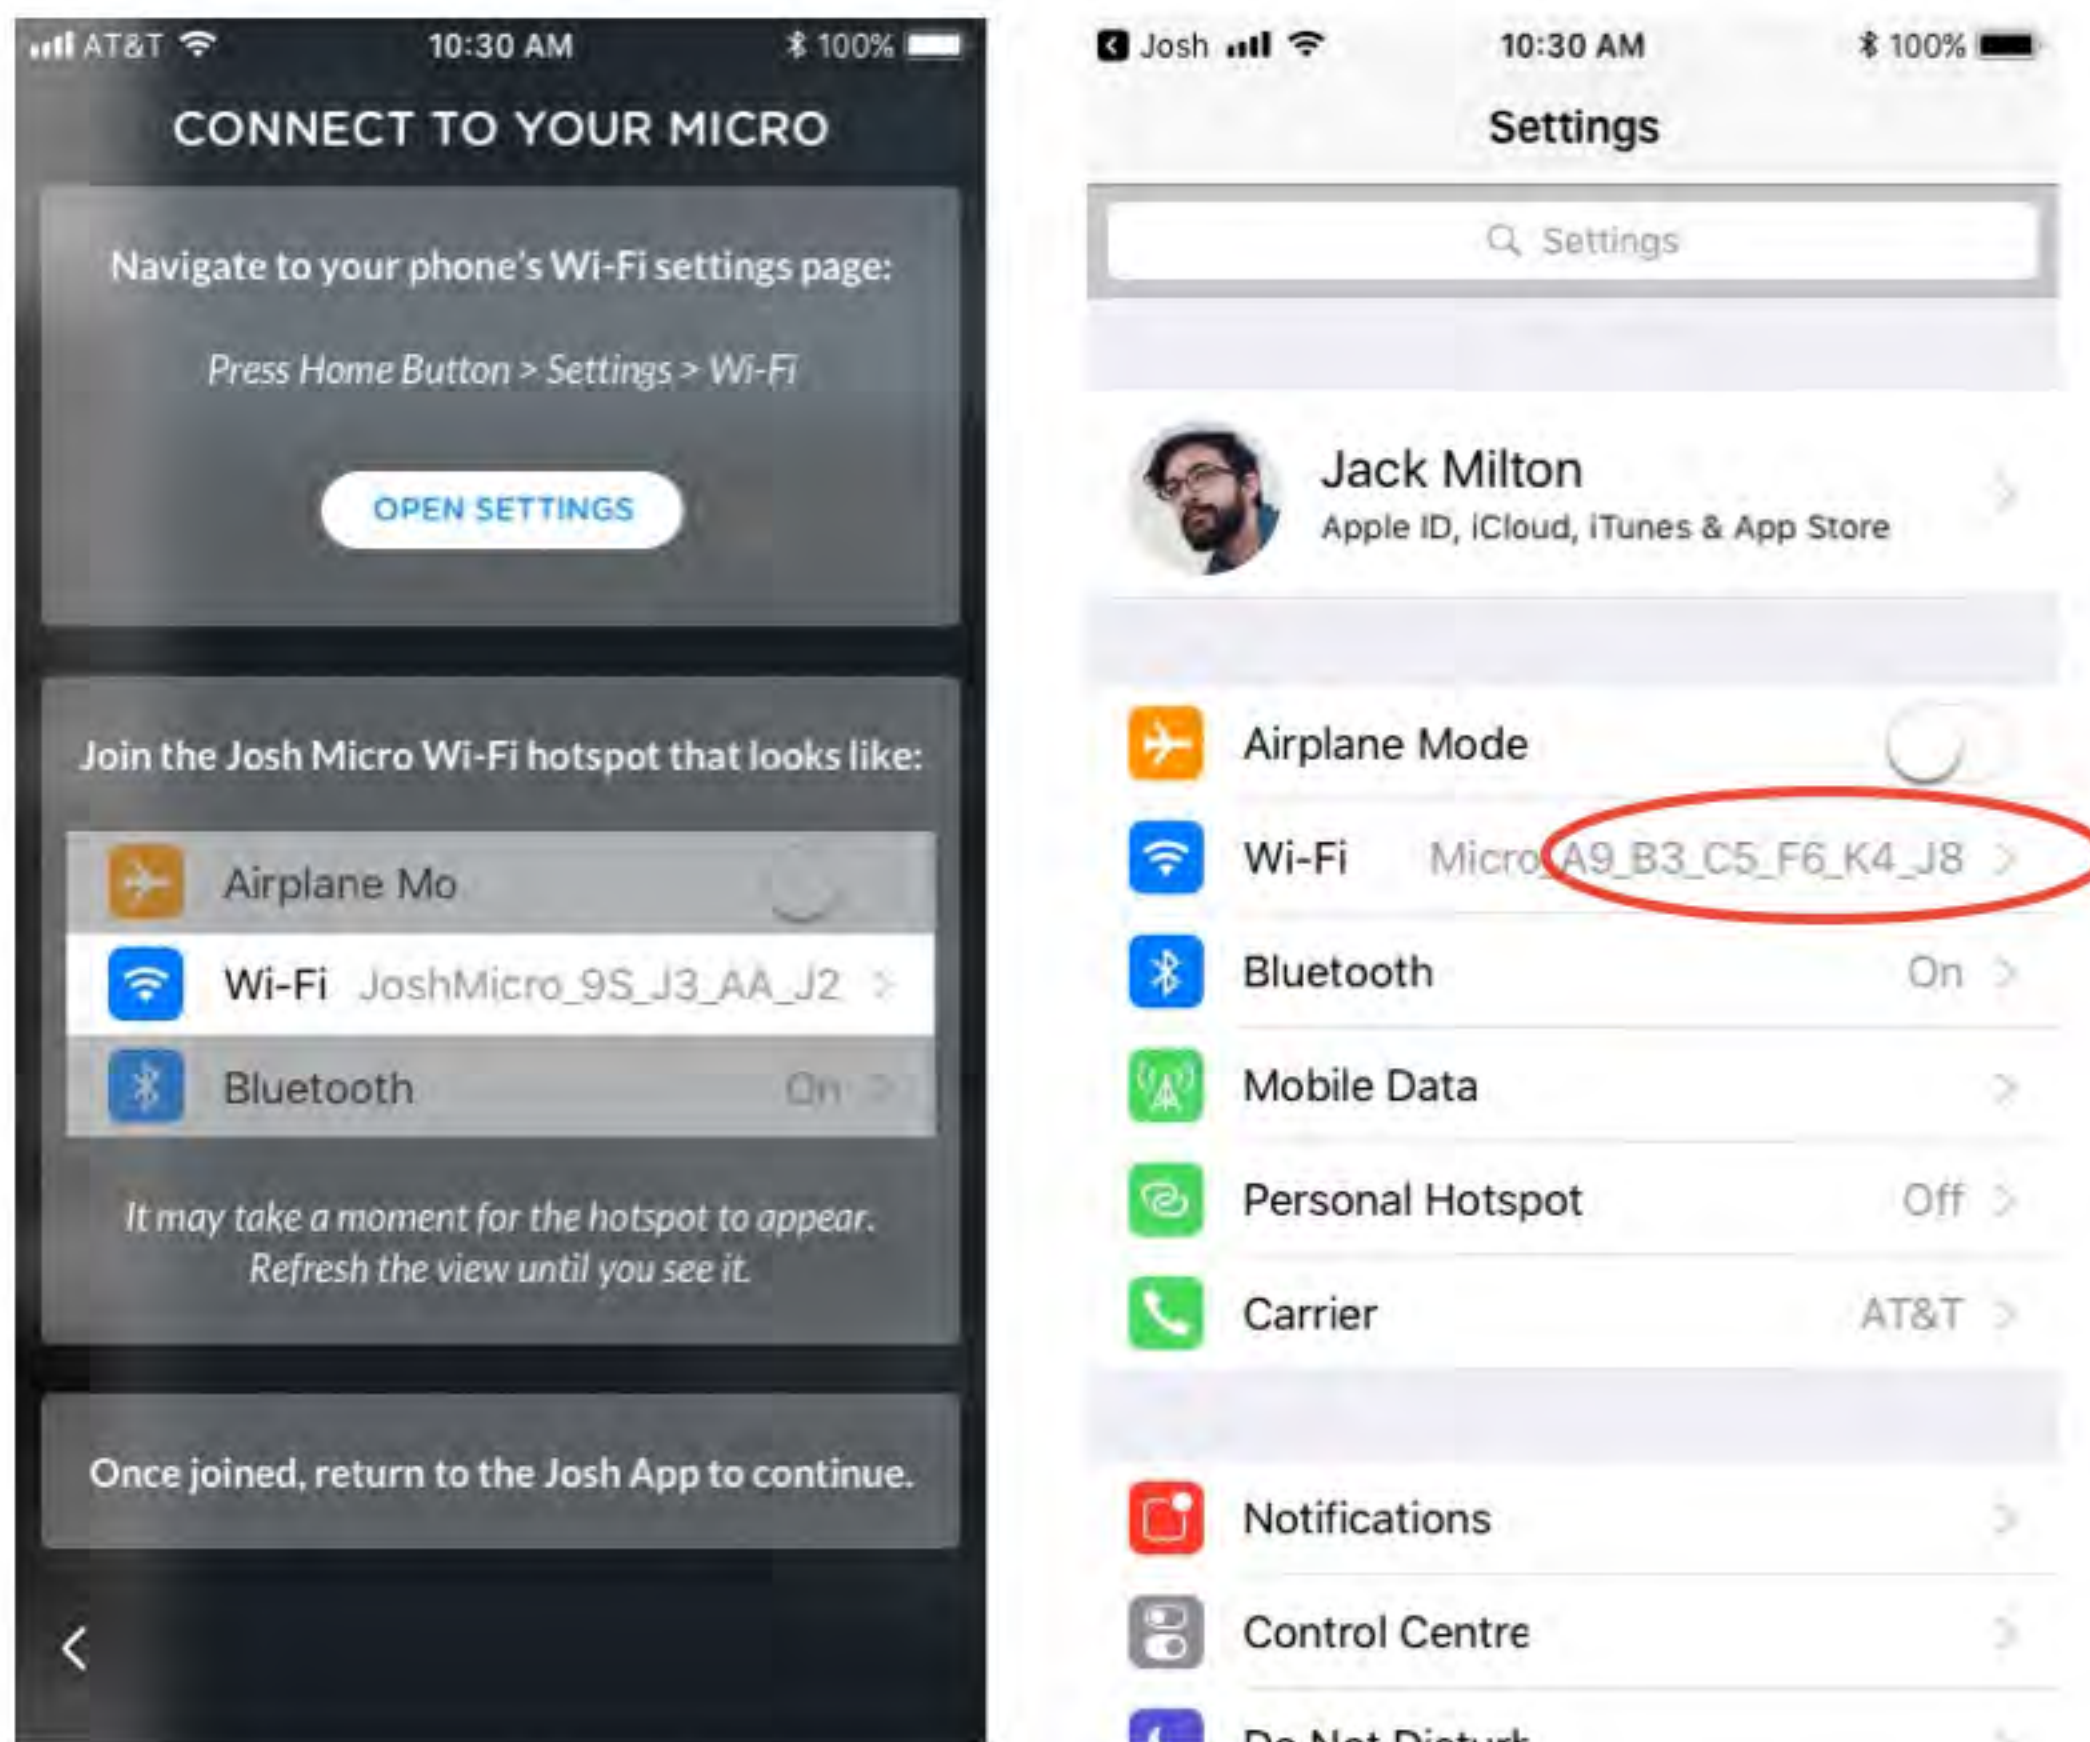 AT&T 10:30 AM 100%
CONNECT TO YOUR MICRO
Navigate to your phone's Wi-Fi settings page:
Press Home Button > Settings > Wi-Fi
OPEN SETTINGS
Join the Josh Micro Wi-Fi hotspot that looks like:
Airplane Mo
Wi-Fi JoshMicro_9S_J3_AA_J2 >
Bluetooth On >
It may take a moment for the hotspot to appear.
Refresh the view until you see it.
Once joined, return to the Josh App to continue.
Josh 10:30 AM 100%
Settings
Settings
Jack Milton
Apple ID, iCloud, iTunes & App Store
Airplane Mode
Wi-Fi Micro_A9_B3_C5_F6_K4_J8 >
Bluetooth On >
Mobile Data >
Personal Hotspot Off >
Carrier AT&T >
Notifications >
Control Centre >
Do Not Disturb